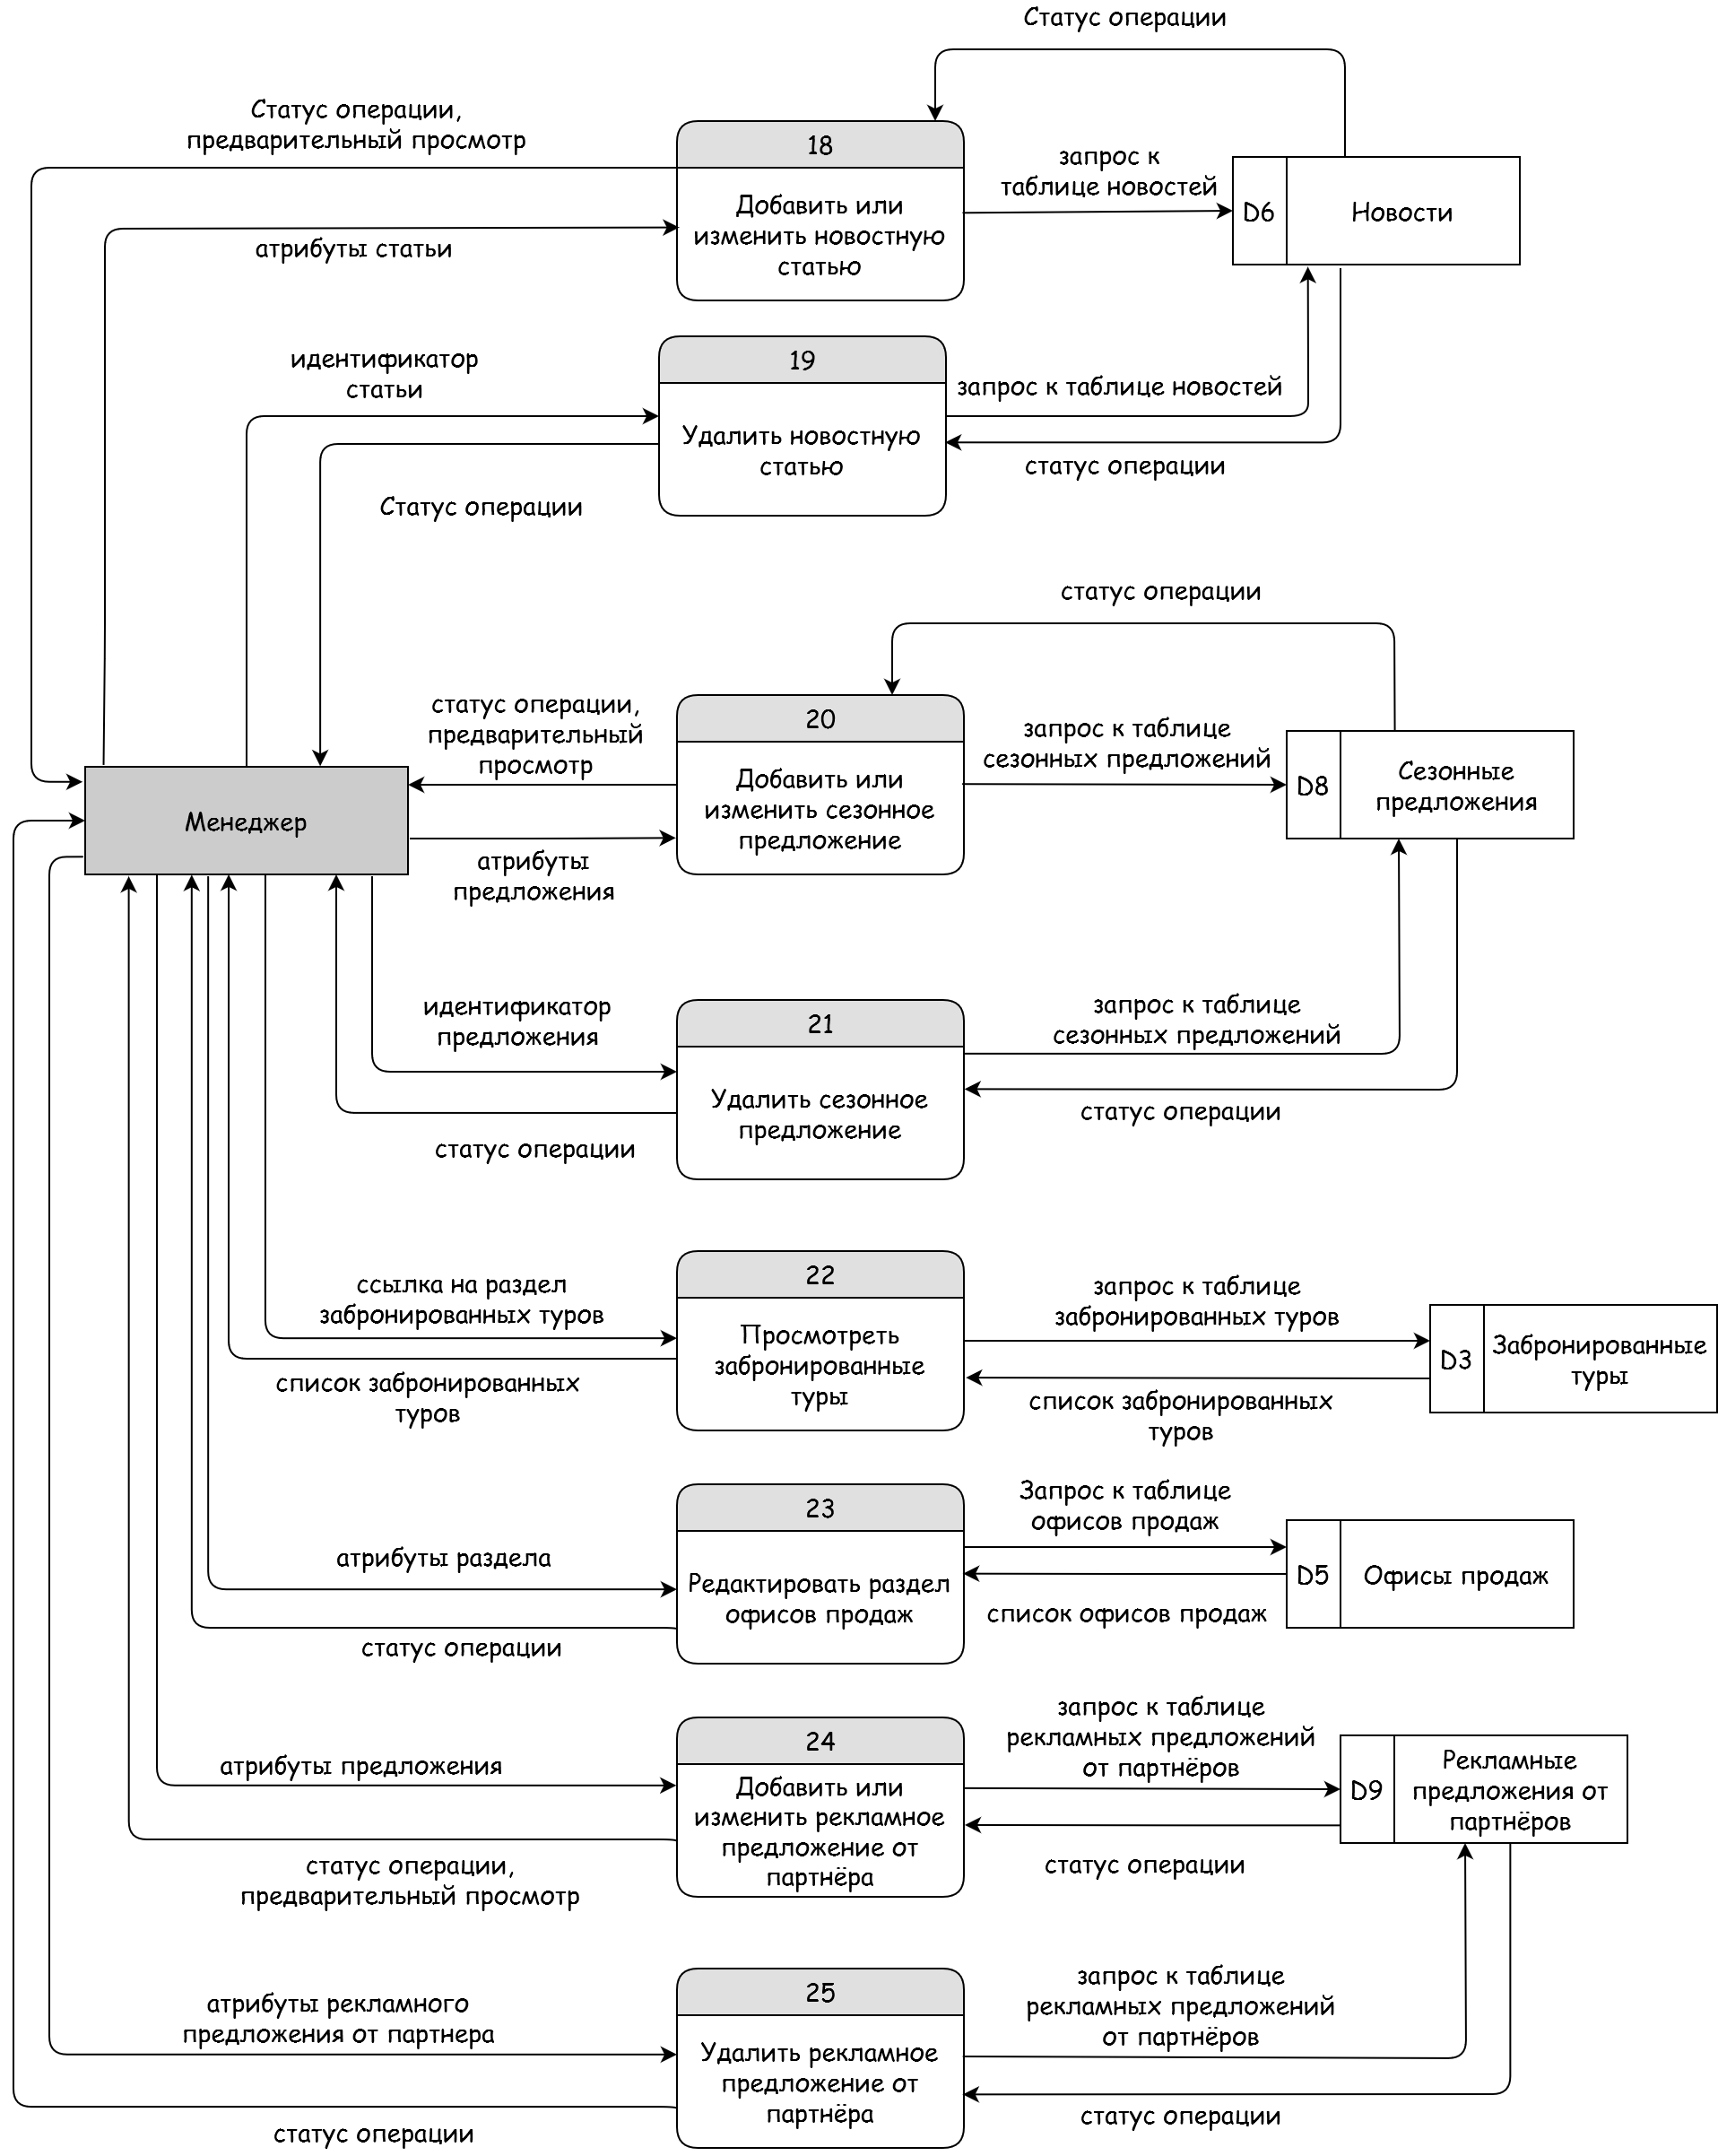 Статус операции
Статус операции,
предварительный просмотр
18
запрос к
таблице новостей
Добавить или
изменить новостную
статью
D6
Новости
атрибуты статьи
идентификатор
статьи
19
запрос к таблице новостей
Удалить новостную
статью
статус операции
Статус операции
статус операции
статус операции,
предварительный
просмотр
20
запрос к таблице
сезонных предложений
Добавить или
изменить сезонное
предложение
D8
Сезонные
предложения
Менеджер
атрибуты
предложения
идентификатор
предложения
21
запрос к таблице
сезонных предложений
Удалить сезонное
предложение
статус операции
статус операции
ссылка на раздел
забронированных туров
22
запрос к таблице
забронированных туров
Просмотреть
забронированные
туры
D3
Забронированные
туры
список забронированных
туров
список забронированных
туров
Запрос к таблице
офисов продаж
23
атрибуты раздела
Редактировать раздел
офисов продаж
D5
Офисы продаж
список офисов продаж
статус операции
запрос к таблице
рекламных предложений
от партнёров
24
атрибуты предложения
Добавить или
изменить рекламное
предложение от
партнёра
D9
Рекламные
предложения от
партнёров
статус операции
статус операции,
предварительный просмотр
запрос к таблице
рекламных предложений
от партнёров
25
атрибуты рекламного
предложения от партнера
Удалить рекламное
предложение от
партнёра
статус операции
статус операции